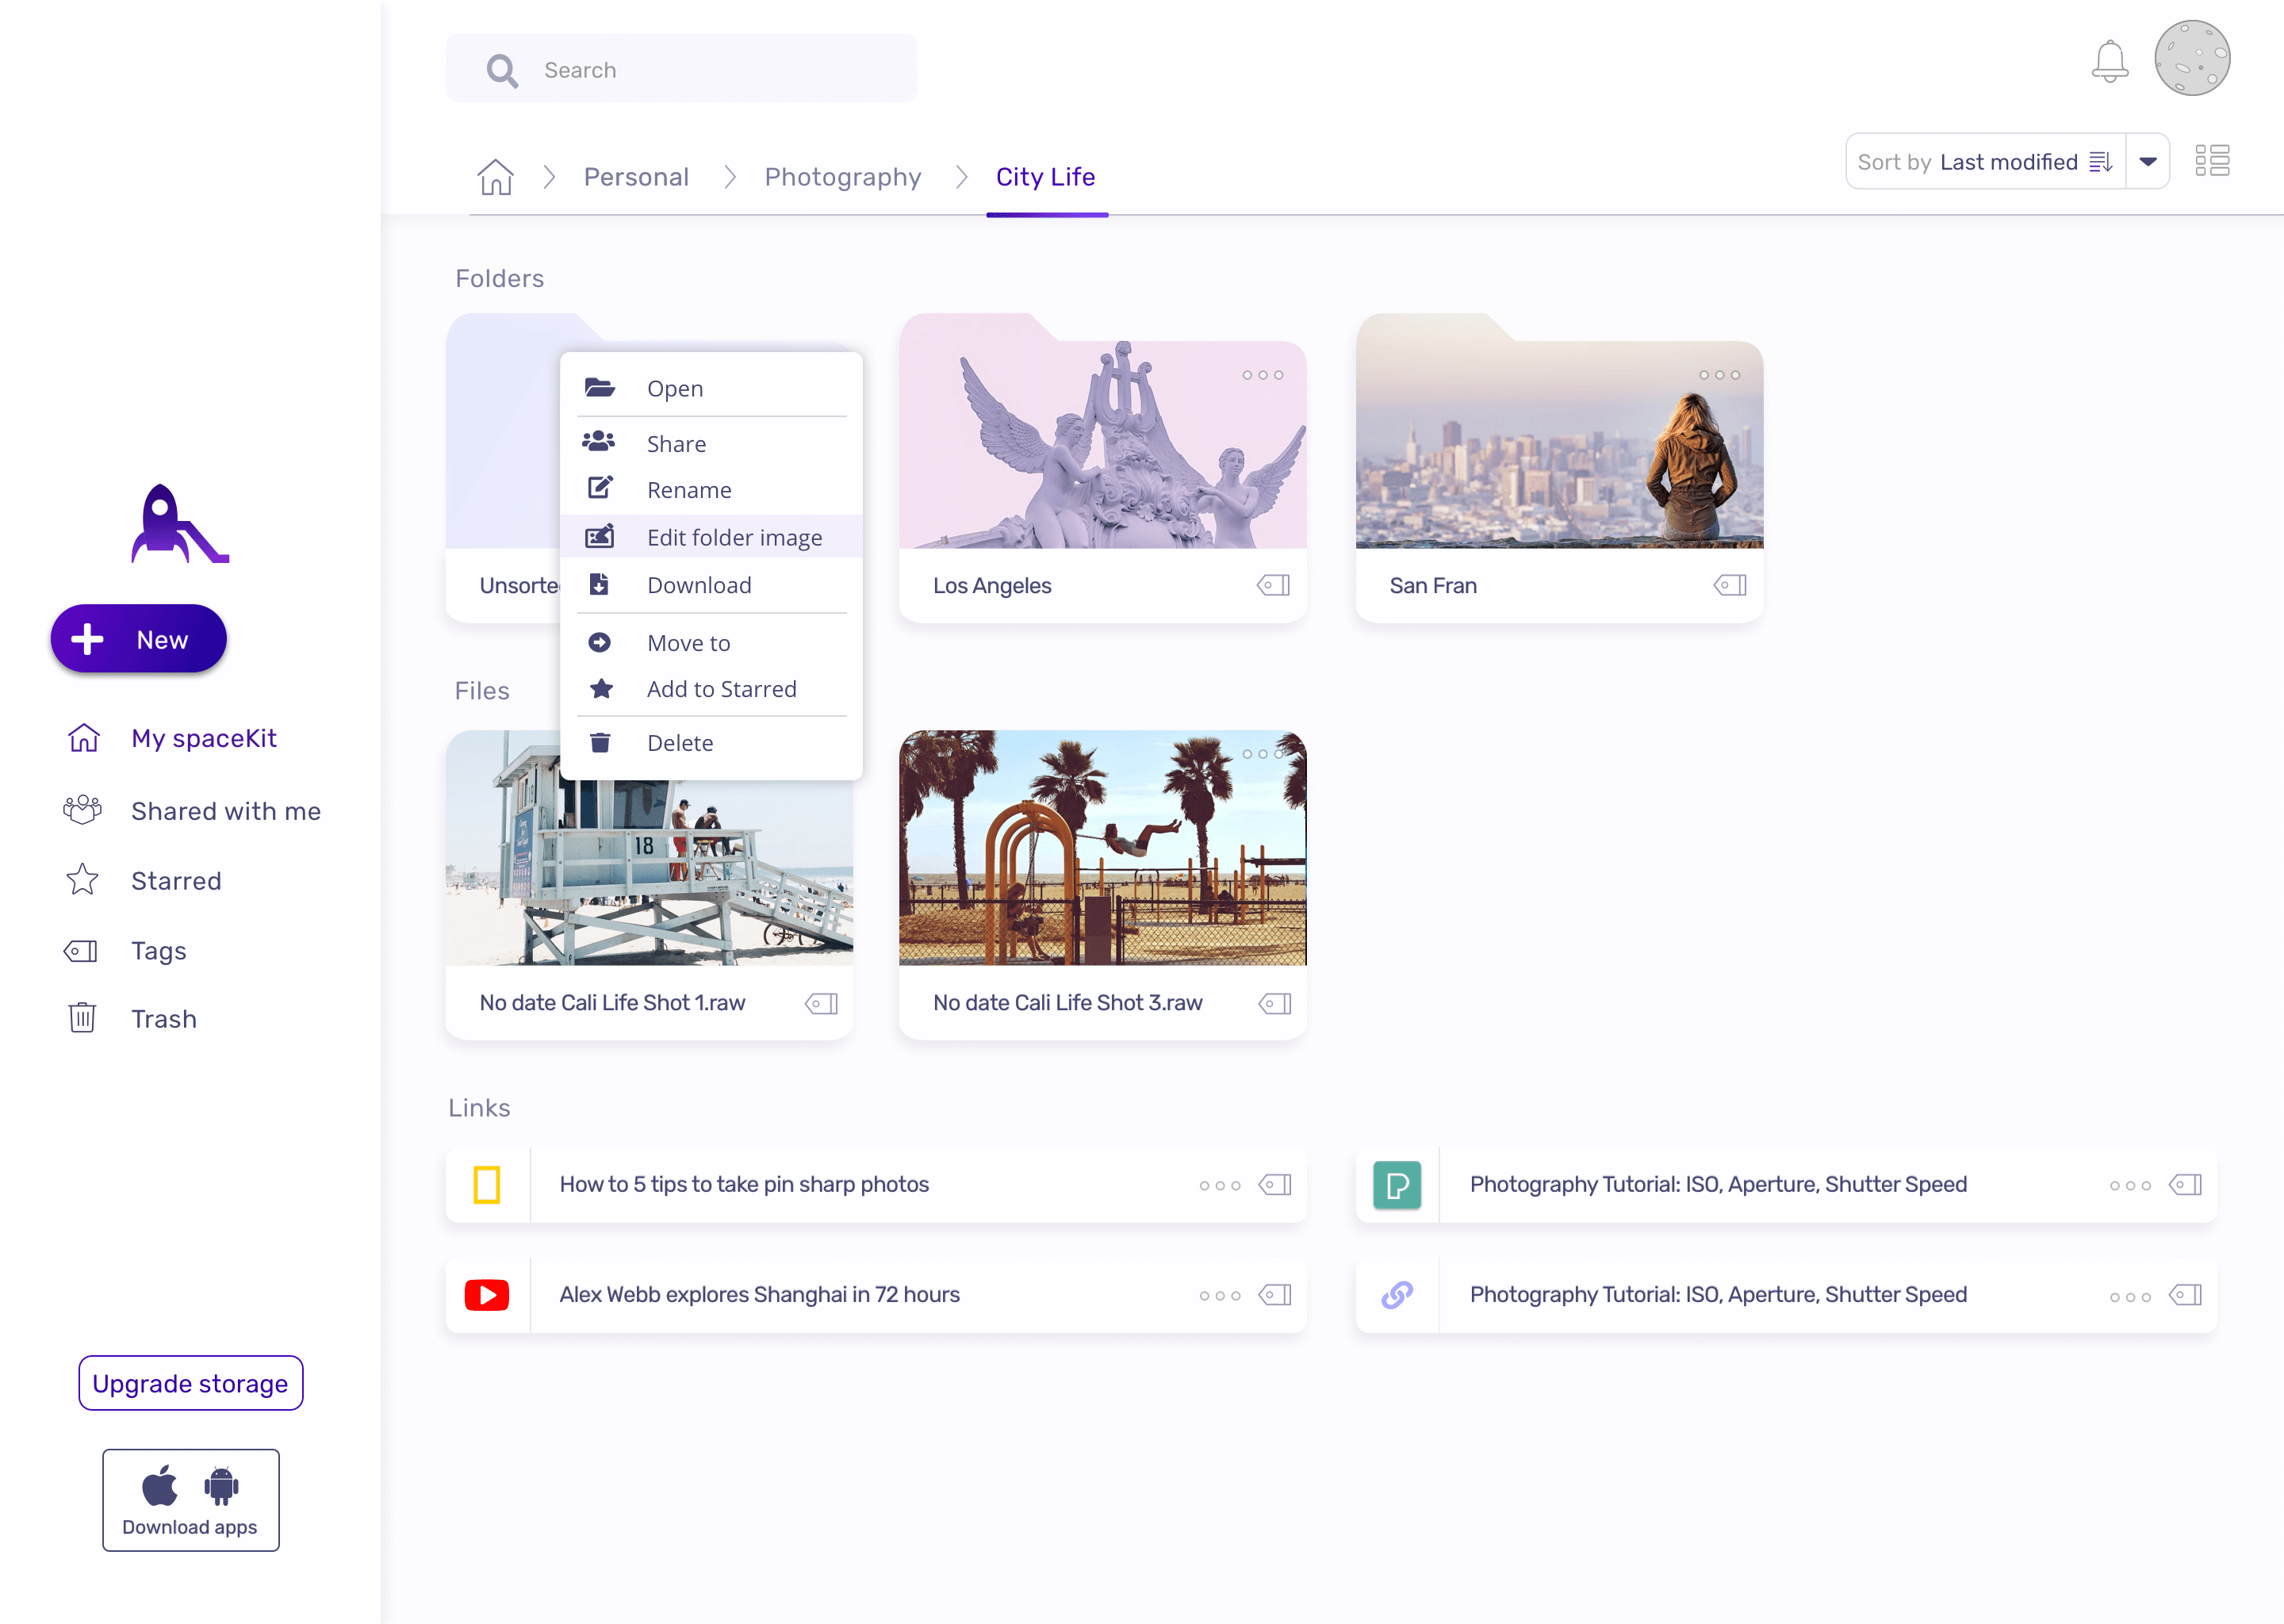 Search
Personal
Photography
City Life
Sort by Last modified
Folders
Open
Share
Rename
Edit folder image
Download
Move to
Add to Starred
Delete
Los Angeles
San Fran
New
My spaceKit
Shared with me
Starred
Tags
Trash
Files
18
No date Cali Life Shot 1.raw
No date Cali Life Shot 3.raw
Links
How to 5 tips to take pin sharp photos
Photography Tutorial: ISO, Aperture, Shutter Speed
Alex Webb explores Shanghai in 72 hours
Photography Tutorial: ISO, Aperture, Shutter Speed
Upgrade storage
Download apps